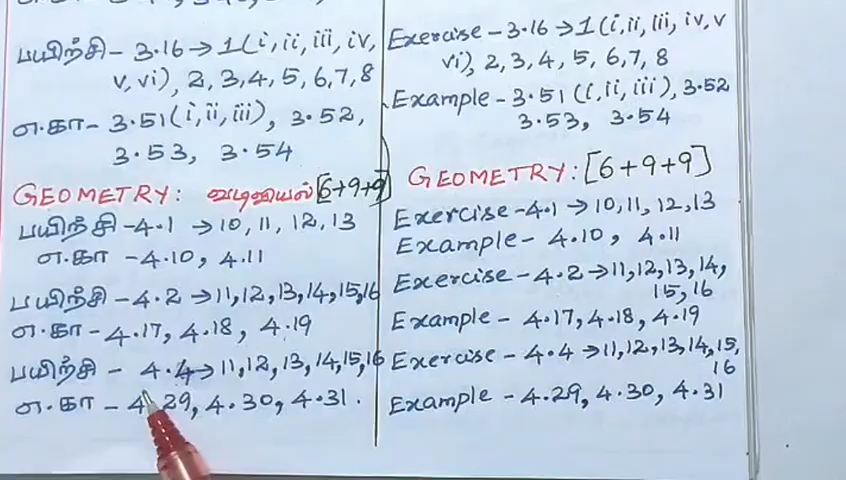 பயிற்சி - 3.16 → 1(i, ii, iii, iv,
v, vi), 2, 3, 4, 5, 6, 7, 8
எ.கா - 3.51(i, ii, iii), 3.52,
3.53, 3.54
GEOMETRY: வடிவியல் [6+9+9]
பயிற்சி - 4.1 → 10, 11, 12, 13
எ.கா - 4.10, 4.11
பயிற்சி - 4.2 → 11, 12, 13, 14, 15, 16
எ.கா - 4.17, 4.18, 4.19
பயிற்சி - 4.4 → 11, 12, 13, 14, 15, 16
எ.கா - 4.29, 4.30, 4.31.
Exercise - 3.16 → 1(i, ii, iii, iv, v
vi), 2, 3, 4, 5, 6, 7, 8
Example - 3.51 (i, ii, iii), 3.52
3.53, 3.54
GEOMETRY: [6+9+9]
Exercise - 4.1 → 10, 11, 12, 13
Example - 4.10, 4.11
Exercise - 4.2 → 11, 12, 13, 14,
15, 16
Example - 4.17, 4.18, 4.19
Exercise - 4.4 → 11, 12, 13, 14, 15,
16
Example - 4.29, 4.30, 4.31